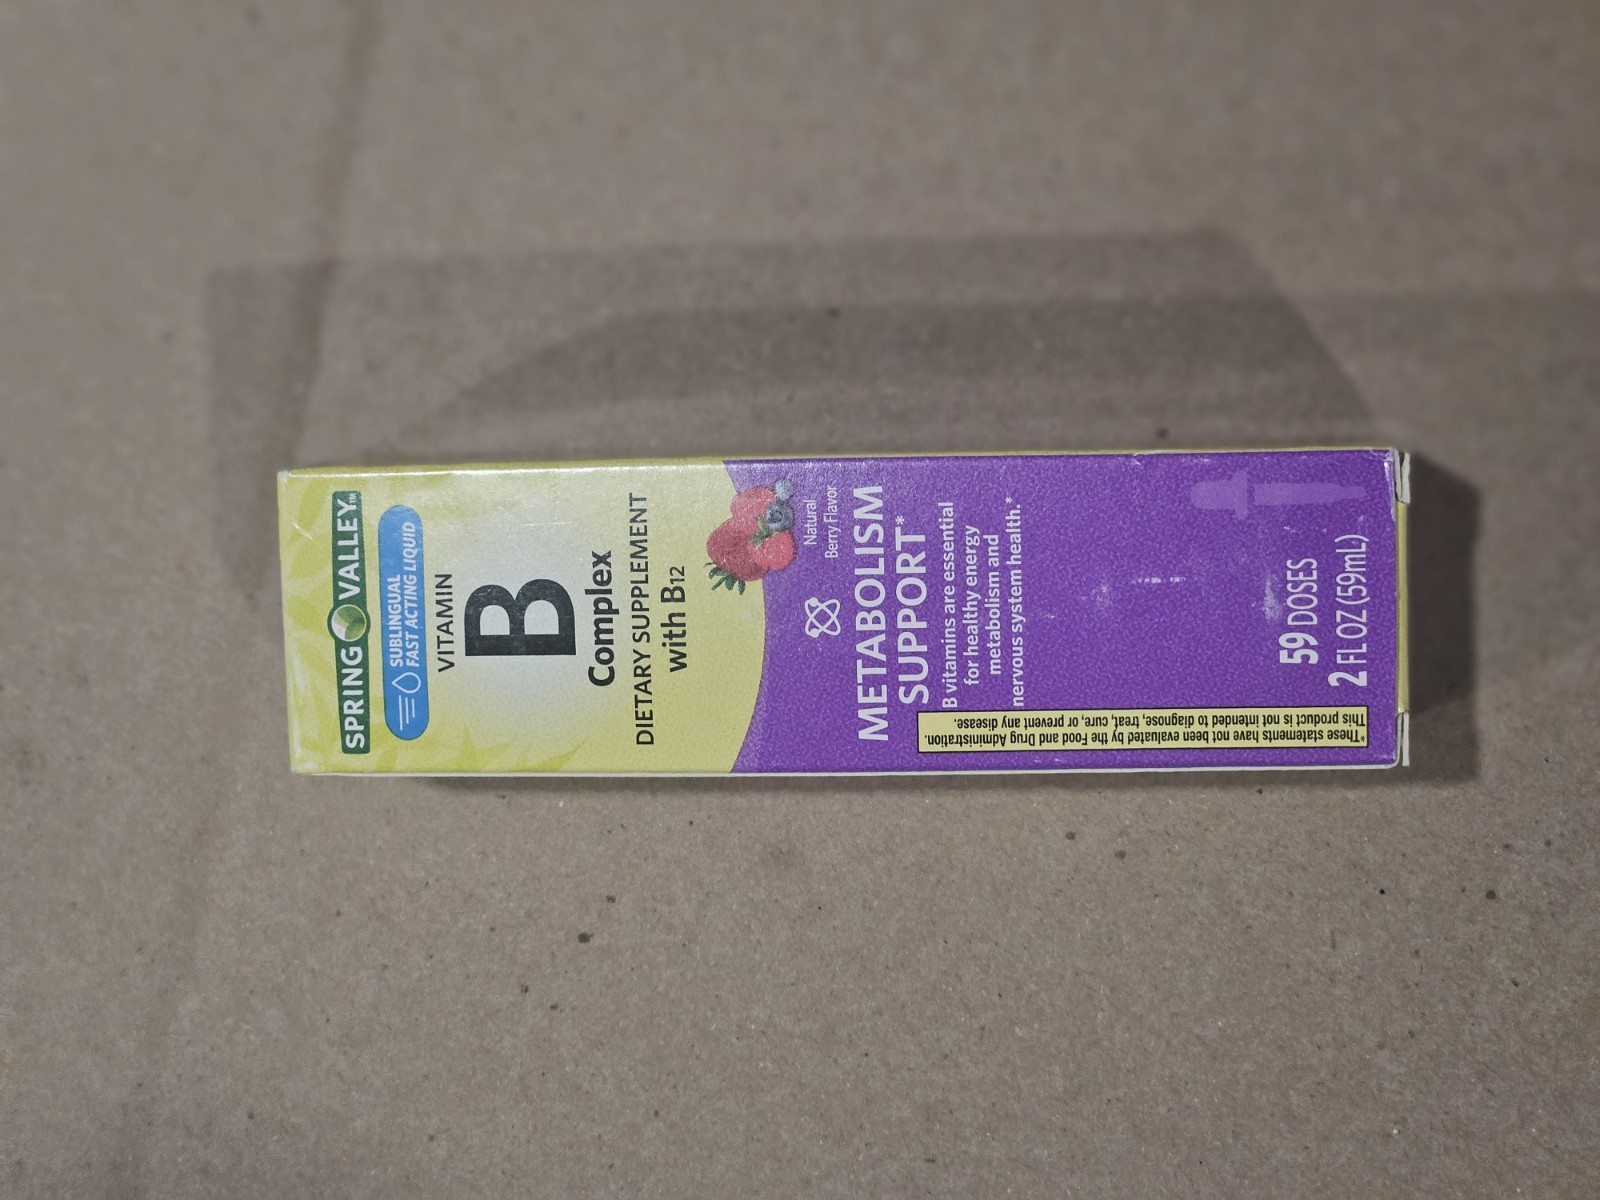 SPRING VALLEY™
SUBLINGUAL
FAST ACTING LIQUID
VITAMIN
B
Complex
DIETARY SUPPLEMENT
with B12
Natural
Berry Flavor
METABOLISM
SUPPORT*
B vitamins are essential
for healthy energy
metabolism and
nervous system health.*
59 DOSES
2 FL OZ (59mL)
*These statements have not been evaluated by the Food and Drug Administration.
This product is not intended to diagnose, treat, cure, or prevent any disease.